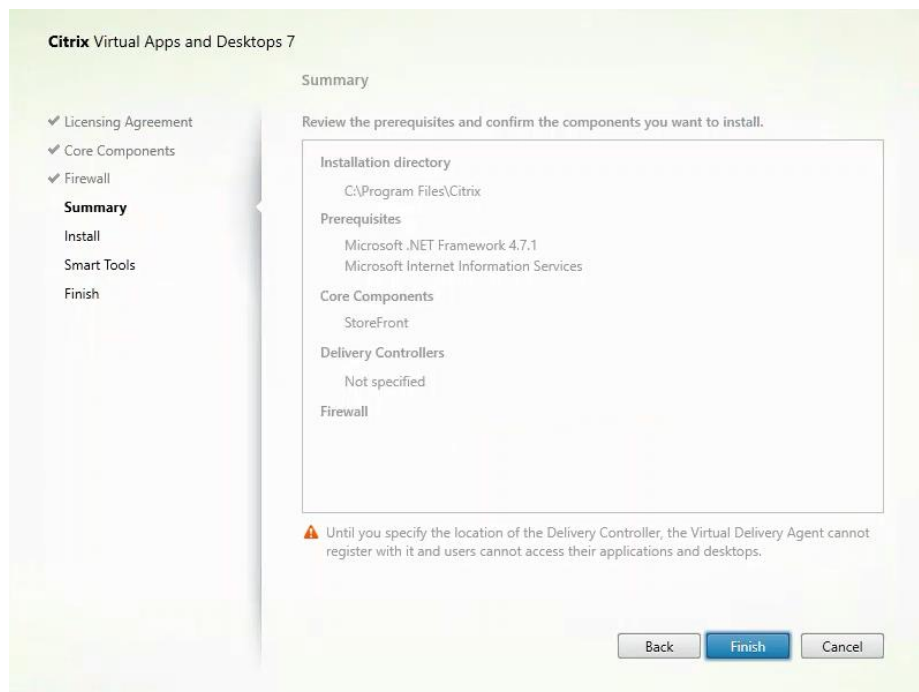 Citrix Virtual Apps and Desktops 7
Summary
Licensing Agreement
Core Components
Firewall
Summary
Install
Smart Tools
Finish
Review the prerequisites and confirm the components you want to install.
Installation directory
C:\Program Files\Citrix
Prerequisites
Microsoft .NET Framework 4.7.1
Microsoft Internet Information Services
Core Components
StoreFront
Delivery Controllers
Not specified
Firewall
Until you specify the location of the Delivery Controller, the Virtual Delivery Agent cannot
register with it and users cannot access their applications and desktops.
Back
Finish
Cancel